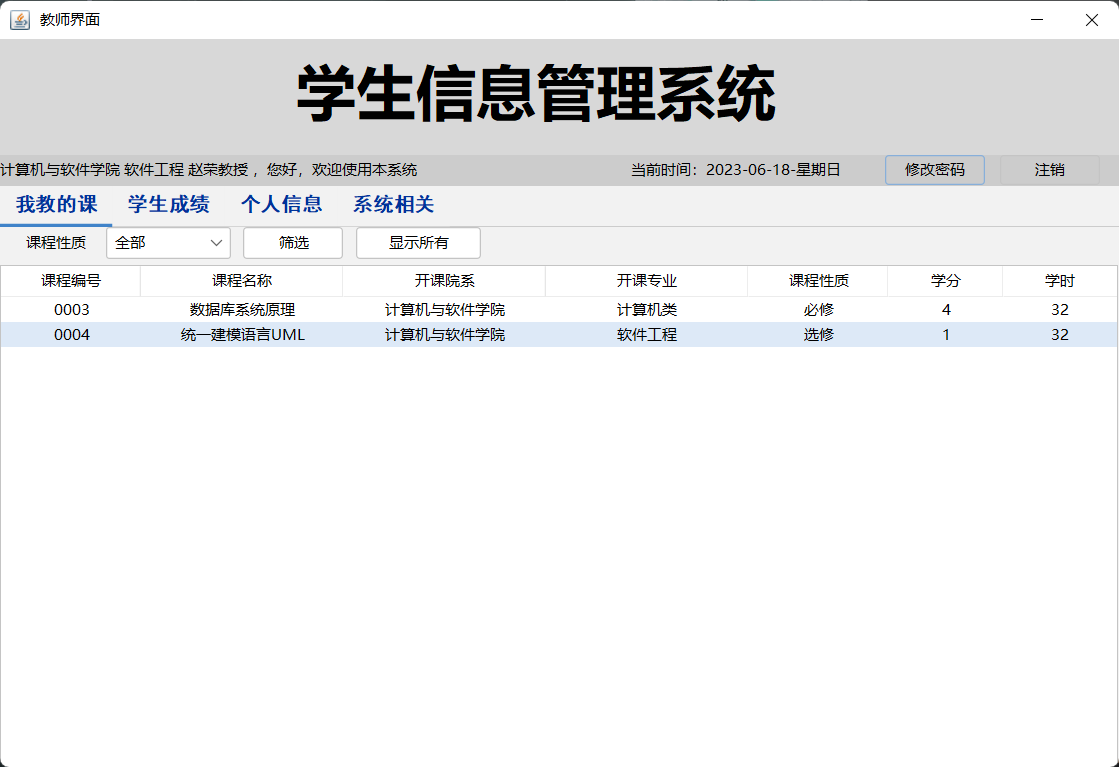 教师界面
学生信息管理系统
计算机与软件学院 软件工程 赵荣教授 ，您好，欢迎使用本系统 当前时间：2023-06-18-星期日 修改密码 注销
我教的课 学生成绩 个人信息 系统相关
课程性质 全部 筛选 显示所有
课程编号 课程名称 开课院系 开课专业 课程性质 学分 学时
0003 数据库系统原理 计算机与软件学院 计算机类 必修 4 32
0004 统一建模语言UML 计算机与软件学院 软件工程 选修 1 32